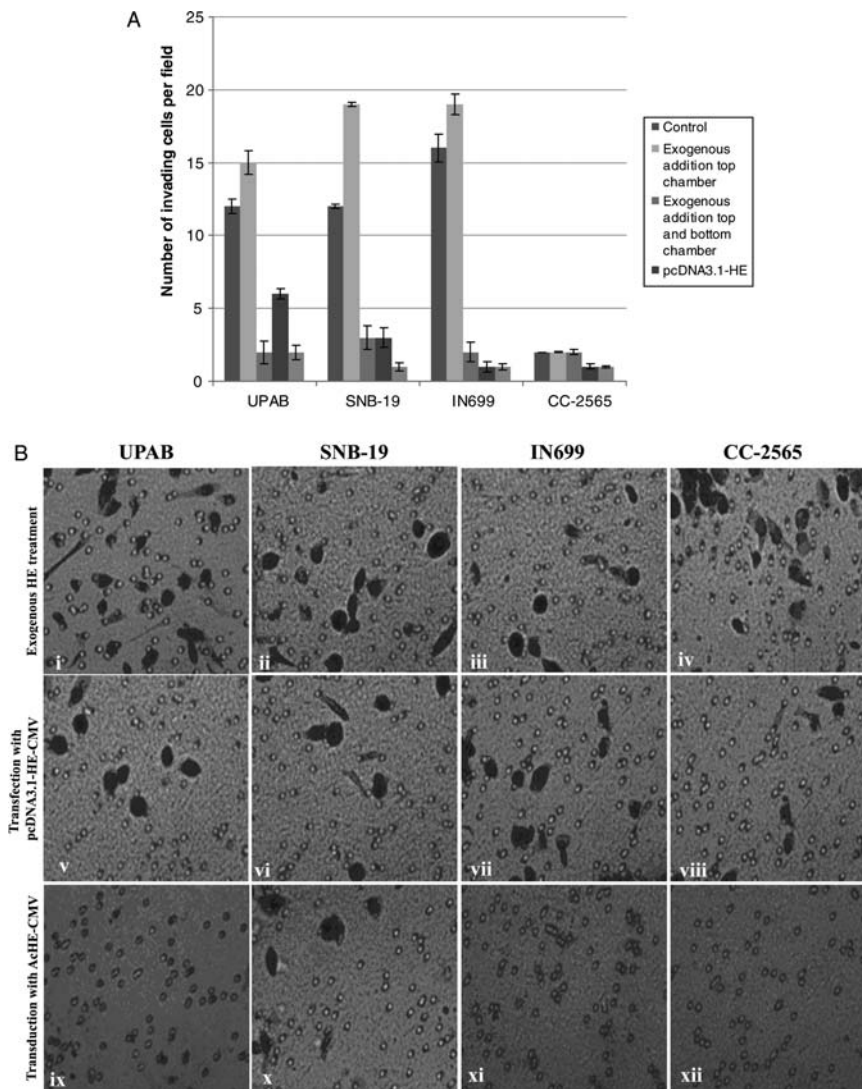 A
Number of invading cells per field
25
20
15
10
5
0
UPAB
SNB-19
IN699
CC-2565
Control
Exogenous
addition top
chamber
Exogenous
addition top
and bottom
chamber
pcDNA3.1-HE
B
UPAB
SNB-19
IN699
CC-2565
Exogenous HE treatment
i
ii
iii
iv
Transfection with
pcDNA3.1-HE-CMV
v
vi
vii
viii
Transduction with AcHE-CMV
ix
x
xi
xii